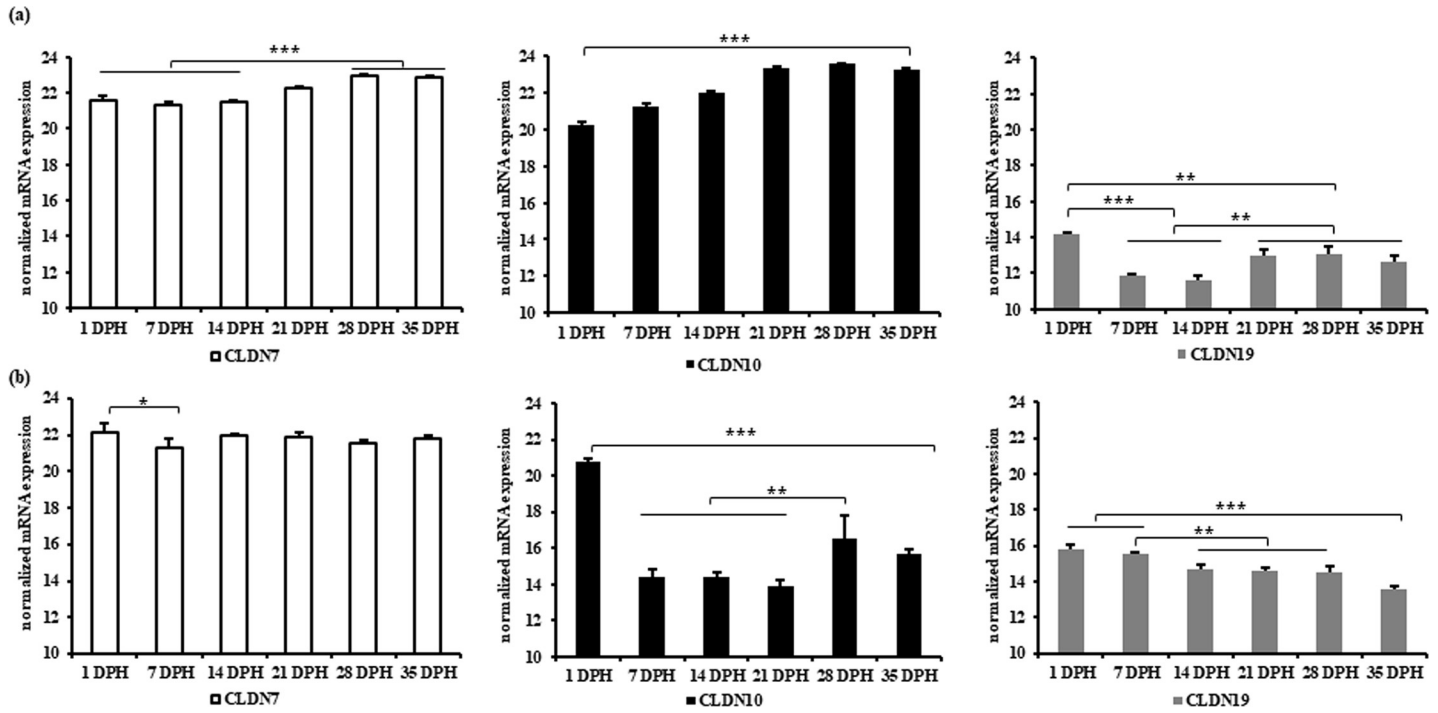 (a)
normalized mRNA expression
24
22
20
18
16
14
12
10
***
1 DPH 7 DPH 14 DPH 21 DPH 28 DPH 35 DPH
CLDN7
normalized mRNA expression
24
22
20
18
16
14
12
10
***
1 DPH 7 DPH 14 DPH 21 DPH 28 DPH 35 DPH
CLDN10
normalized mRNA expression
24
22
20
18
16
14
12
10
**
***
**
1 DPH 7 DPH 14 DPH 21 DPH 28 DPH 35 DPH
CLDN19
(b)
normalized mRNA expression
24
22
20
18
16
14
12
10
*
1 DPH 7 DPH 14 DPH 21 DPH 28 DPH 35 DPH
CLDN7
normalized mRNA expression
24
22
20
18
16
14
12
10
***
**
1 DPH 7 DPH 14 DPH 21 DPH 28 DPH 35 DPH
CLDN10
normalized mRNA expression
24
22
20
18
16
14
12
10
***
**
1 DPH 7 DPH 14 DPH 21 DPH 28 DPH 35 DPH
CLDN19